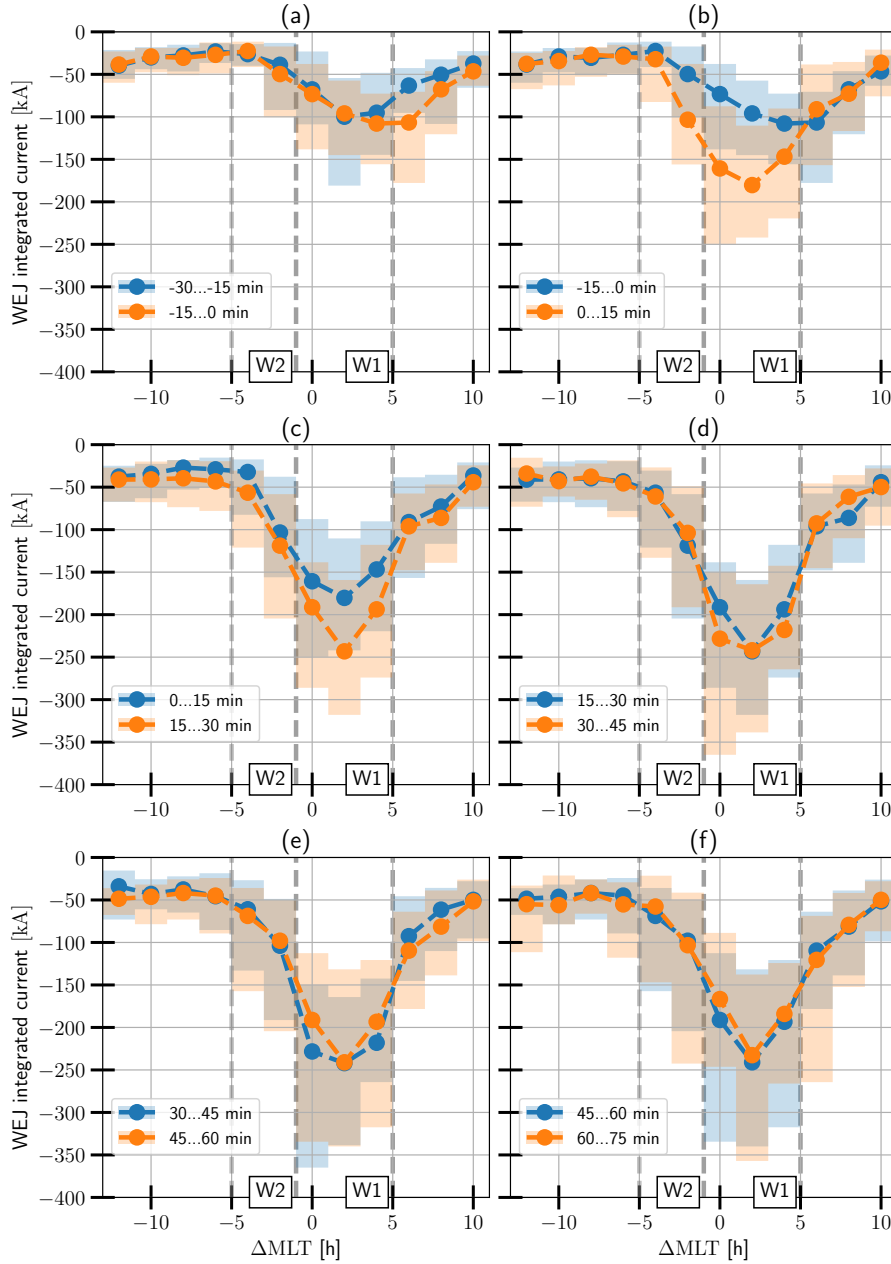 (a)
(b)
WEJ integrated current [kA]
0
−50
−100
−150
−200
−250
−300
−350
−400
-30...-15 min
-15...0 min
W2
W1
−10
−5
0
5
10
-15...0 min
0...15 min
W2
W1
−10
−5
0
5
10
(c)
(d)
WEJ integrated current [kA]
0
−50
−100
−150
−200
−250
−300
−350
−400
0...15 min
15...30 min
W2
W1
−10
−5
0
5
10
15...30 min
30...45 min
W2
W1
−10
−5
0
5
10
(e)
(f)
WEJ integrated current [kA]
0
−50
−100
−150
−200
−250
−300
−350
−400
30...45 min
45...60 min
W2
W1
−10
−5
0
5
10
ΔMLT [h]
45...60 min
60...75 min
W2
W1
−10
−5
0
5
10
ΔMLT [h]